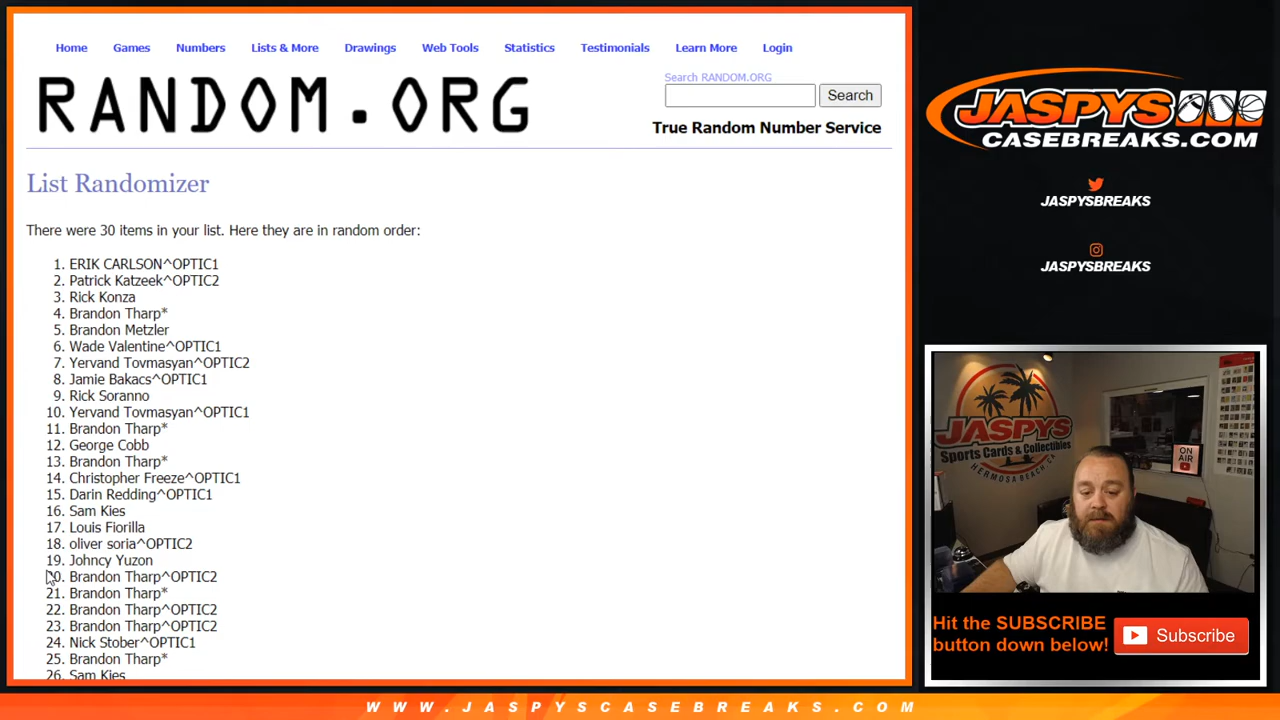 Home Games Numbers Lists & More Drawings Web Tools Statistics Testimonials Learn More Login
RANDOM.ORG
Search RANDOM.ORG
Search
True Random Number Service
List Randomizer
There were 30 items in your list. Here they are in random order:
1. ERIK CARLSON^OPTIC1
2. Patrick Katzeek^OPTIC2
3. Rick Konza
4. Brandon Tharp*
5. Brandon Metzler
6. Wade Valentine^OPTIC1
7. Yervand Tovmasyan^OPTIC2
8. Jamie Bakacs^OPTIC1
9. Rick Soranno
10. Yervand Tovmasyan^OPTIC1
11. Brandon Tharp*
12. George Cobb
13. Brandon Tharp*
14. Christopher Freeze^OPTIC1
15. Darin Redding^OPTIC1
16. Sam Kies
17. Louis Fiorilla
18. oliver soria^OPTIC2
19. Johncy Yuzon
20. Brandon Tharp^OPTIC2
21. Brandon Tharp*
22. Brandon Tharp^OPTIC2
23. Brandon Tharp^OPTIC2
24. Nick Stober^OPTIC1
25. Brandon Tharp*
26. Sam Kies
JASPYS
CASEBREAKS.COM
JASPYSBREAKS
JASPYSBREAKS
JASPYS
Sports Cards & Collectibles
HERMOSA BEACH, CA
ON
AIR
Hit the SUBSCRIBE
button down below!
Subscribe
WWW.JASPYSCASEBREAKS.COM